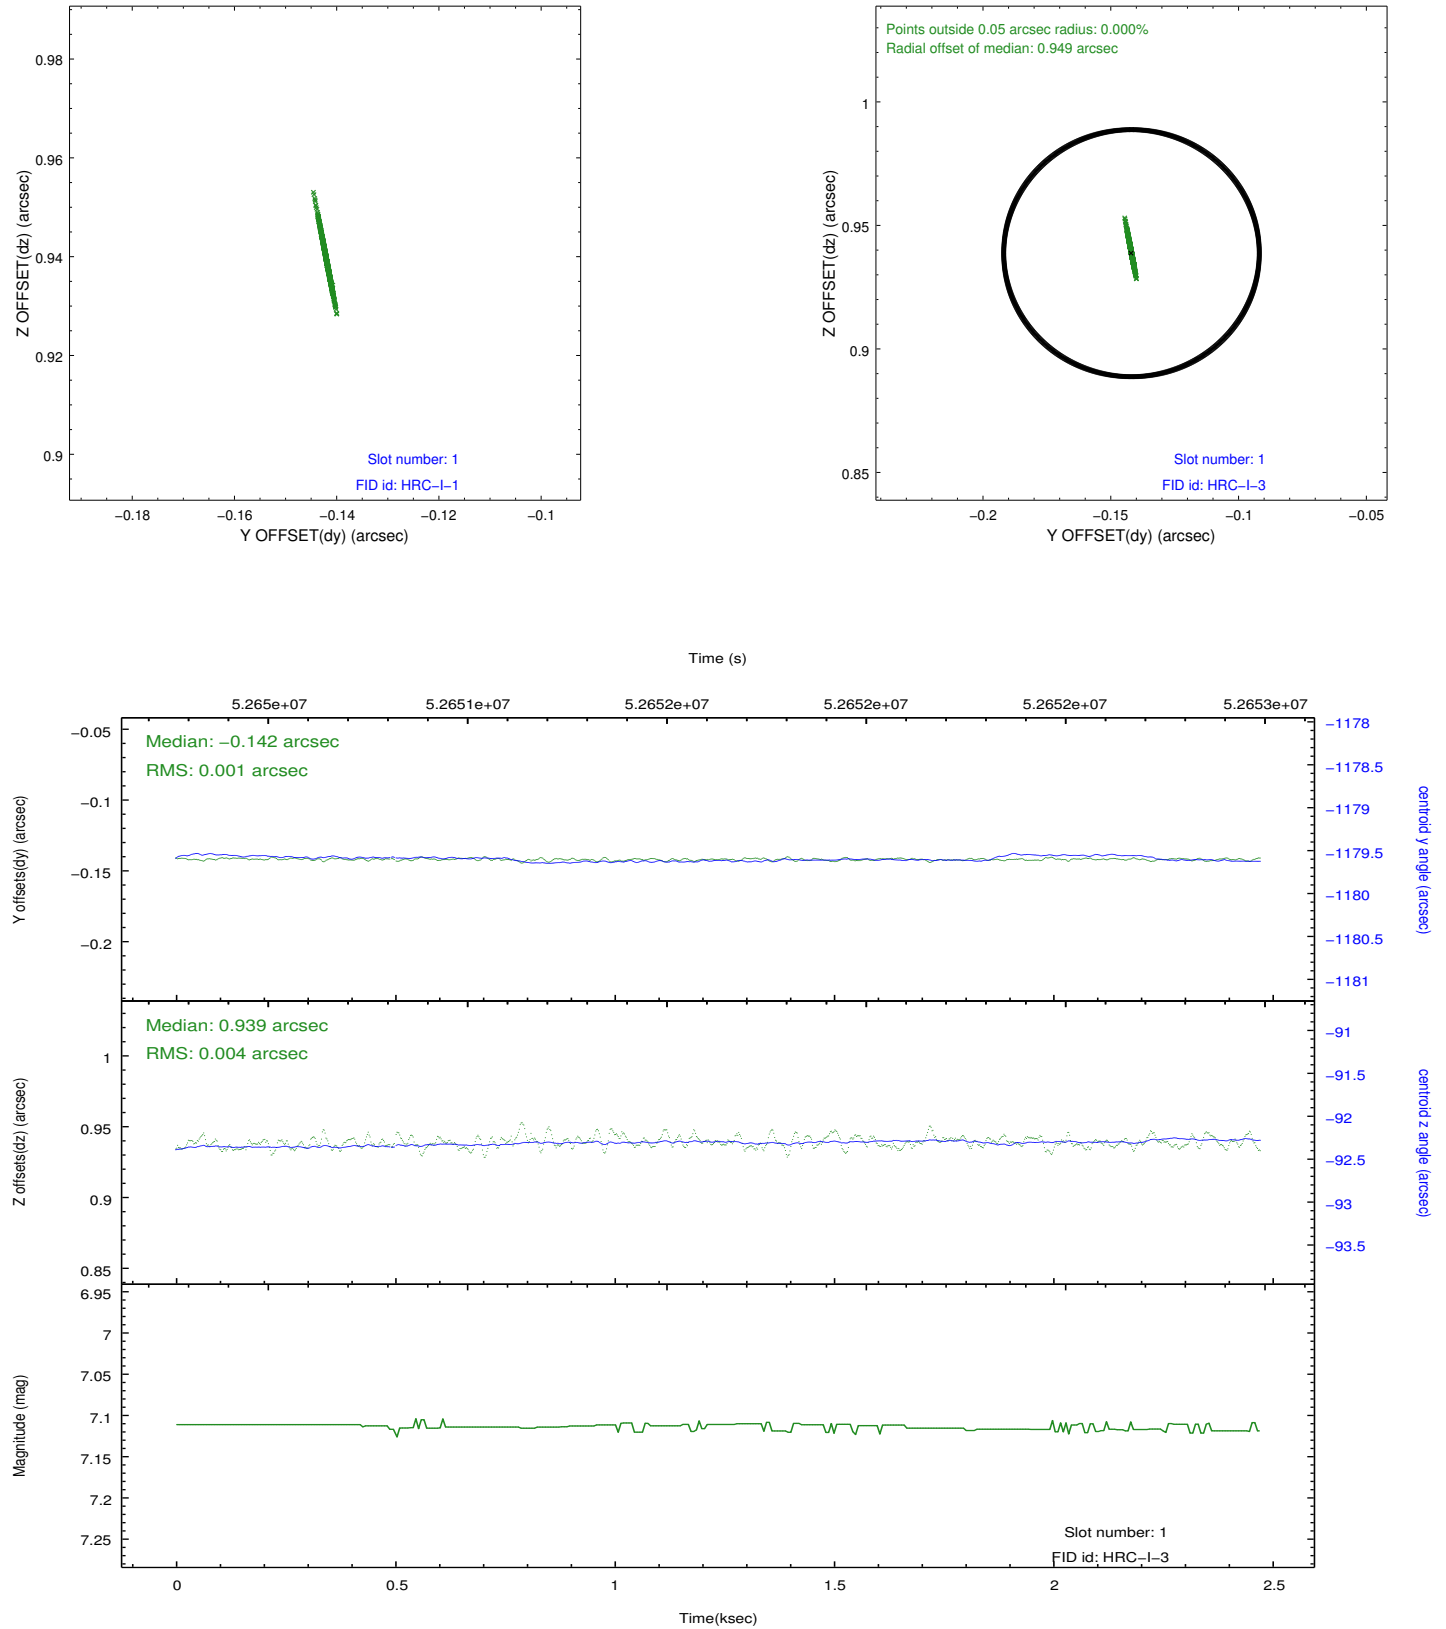 0.98
0.96
0.94
0.92
0.9
Z OFFSET(dz) (arcsec)
Slot number: 1
FID id: HRC−I−1
−0.18 −0.16 −0.14 −0.12 −0.1
Y OFFSET(dy) (arcsec)
Points outside 0.05 arcsec radius: 0.000%
Radial offset of median: 0.949 arcsec
1
0.95
0.9
0.85
Z OFFSET(dz) (arcsec)
Slot number: 1
FID id: HRC−I−3
−0.2 −0.15 −0.1 −0.05
Y OFFSET(dy) (arcsec)
Time (s)
5.265e+07 5.2651e+07 5.2652e+07 5.2652e+07 5.2652e+07 5.2653e+07
Median: −0.142 arcsec
RMS: 0.001 arcsec
−0.05
−0.1
−0.15
−0.2
Y offsets(dy) (arcsec)
−1178
−1178.5
−1179
−1179.5
−1180
−1180.5
−1181
centroid y angle (arcsec)
Median: 0.939 arcsec
RMS: 0.004 arcsec
1
0.95
0.9
0.85
Z offsets(dz) (arcsec)
−91
−91.5
−92
−92.5
−93
−93.5
centroid z angle (arcsec)
6.95
7
7.05
7.1
7.15
7.2
7.25
Magnitude (mag)
Slot number: 1
FID id: HRC−I−3
0 0.5 1 1.5 2 2.5
Time(ksec)